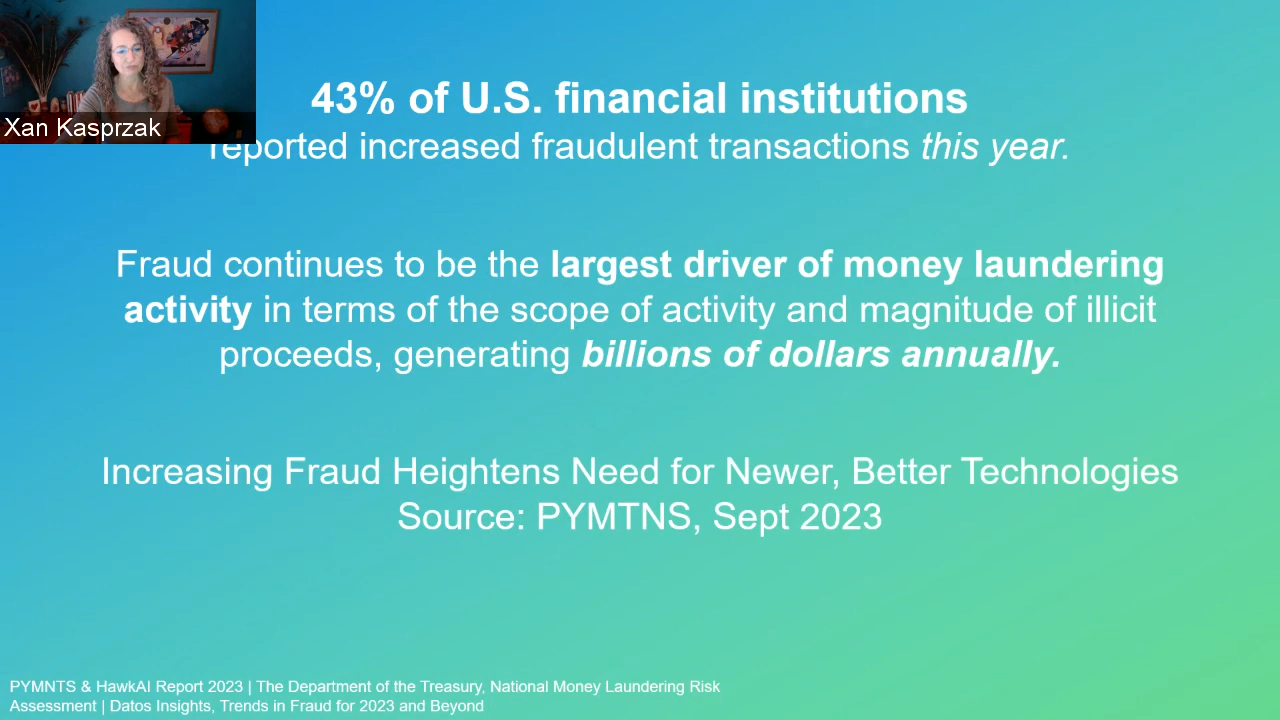 Xan Kasprzak
43% of U.S. financial institutions
reported increased fraudulent transactions this year.
Fraud continues to be the largest driver of money laundering
activity in terms of the scope of activity and magnitude of illicit
proceeds, generating billions of dollars annually.
Increasing Fraud Heightens Need for Newer, Better Technologies
Source: PYMTNS, Sept 2023
PYMNTS & HawkAI Report 2023 | The Department of the Treasury, National Money Laundering Risk
Assessment | Datos Insights, Trends in Fraud for 2023 and Beyond